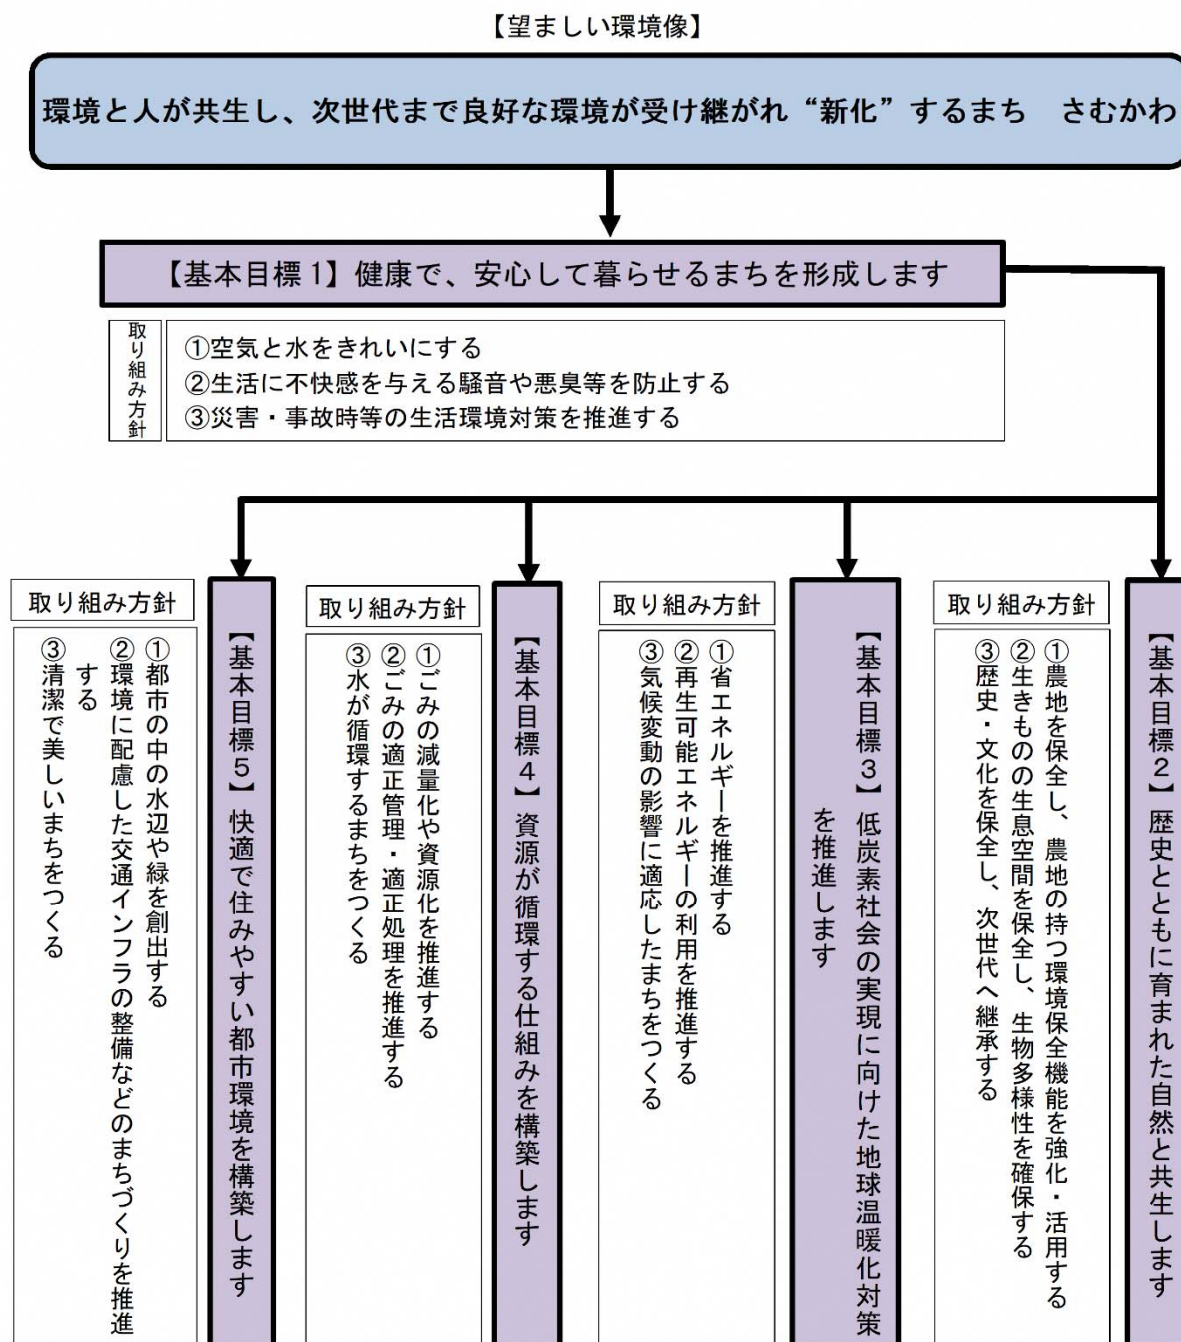 【望ましい環境像】
環境と人が共生し、次世代まで良好な環境が受け継がれ“新化”するまち　さむかわ
【基本目標1】健康で、安心して暮らせるまちを形成します
取り組み方針
①空気と水をきれいにする
②生活に不快感を与える騒音や悪臭等を防止する
③災害・事故時等の生活環境対策を推進する
【基本目標2】歴史とともに育まれた自然と共生します
取り組み方針
①農地を保全し、農地の持つ環境保全機能を強化・活用する
②生きものの生息空間を保全し、生物多様性を確保する
③歴史・文化を保全し、次世代へ継承する
【基本目標3】低炭素社会の実現に向けた地球温暖化対策
を推進します
取り組み方針
①省エネルギーを推進する
②再生可能エネルギーの利用を推進する
③気候変動の影響に適応したまちをつくる
【基本目標4】資源が循環する仕組みを構築します
取り組み方針
①ごみの減量化や資源化を推進する
②ごみの適正管理・適正処理を推進する
③水が循環するまちをつくる
【基本目標5】快適で住みやすい都市環境を構築します
取り組み方針
①都市の中の水辺や緑を創出する
②環境に配慮した交通インフラの整備などのまちづくりを推進
する
③清潔で美しいまちをつくる